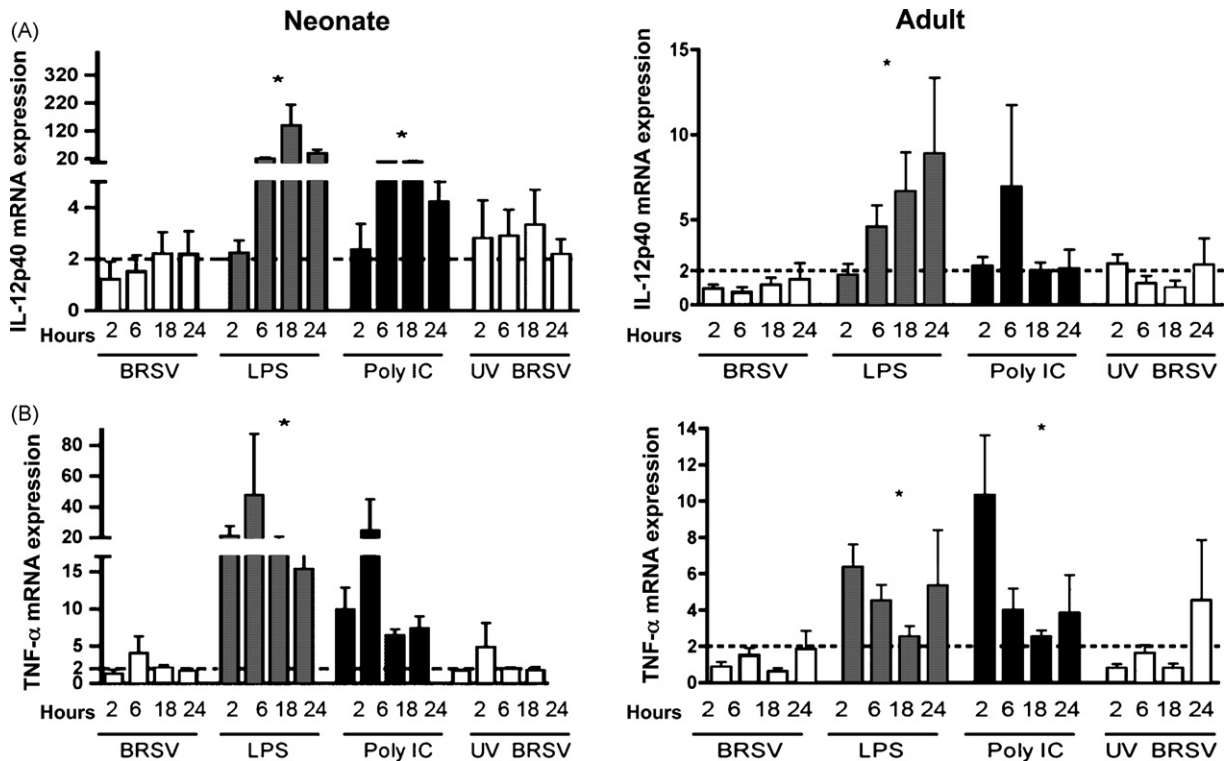 (A)
Neonate
Adult
IL-12p40 mRNA expression
320
220
120
20
4
2
0
*
*
Hours 2 6 18 24 2 6 18 24 2 6 18 24 2 6 18 24
BRSV LPS Poly IC UV BRSV
IL-12p40 mRNA expression
15
10
5
2
0
*
Hours 2 6 18 24 2 6 18 24 2 6 18 24 2 6 18 24
BRSV LPS Poly IC UV BRSV
(B)
TNF-α mRNA expression
80
60
40
20
15
10
5
2
0
*
Hours 2 6 18 24 2 6 18 24 2 6 18 24 2 6 18 24
BRSV LPS Poly IC UV BRSV
TNF-α mRNA expression
14
12
10
8
6
4
2
0
*
*
Hours 2 6 18 24 2 6 18 24 2 6 18 24 2 6 18 24
BRSV LPS Poly IC UV BRSV